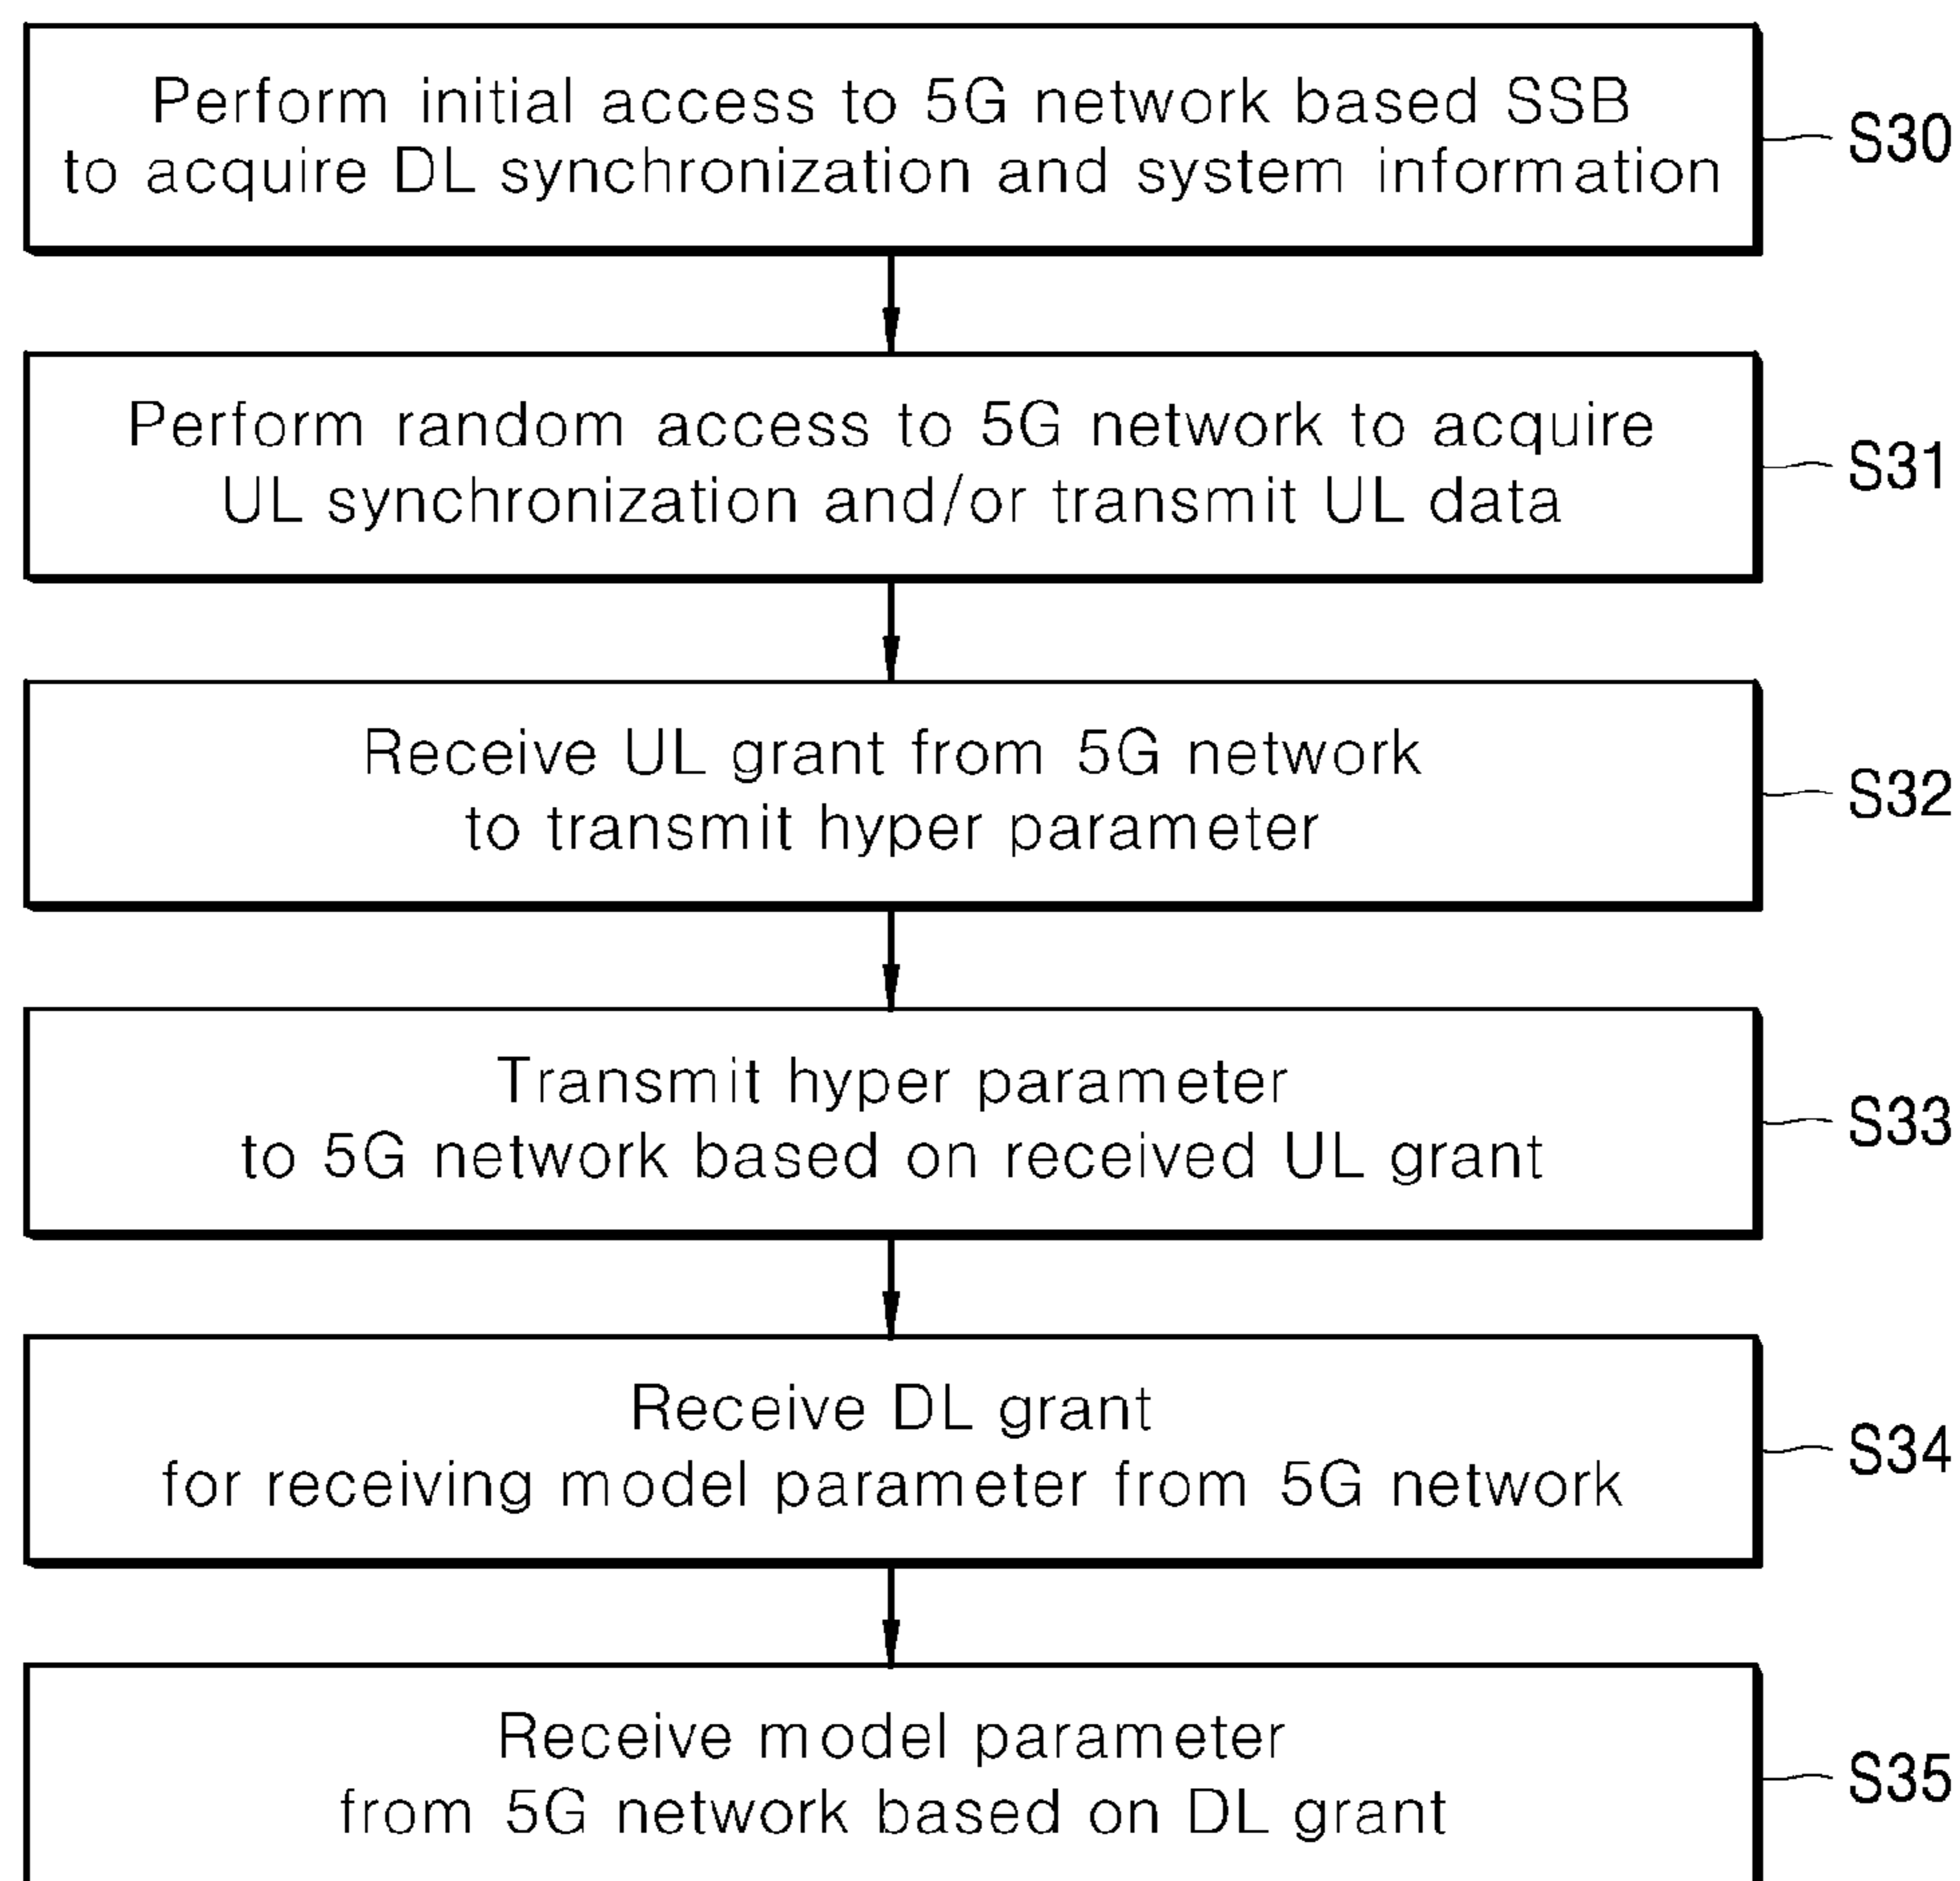 Perform initial access to 5G network based SSB
to acquire DL synchronization and system information
S30
Perform random access to 5G network to acquire
UL synchronization and/or transmit UL data
S31
Receive UL grant from 5G network
to transmit hyper parameter
S32
Transmit hyper parameter
to 5G network based on received UL grant
S33
Receive DL grant
for receiving model parameter from 5G network
S34
Receive model parameter
from 5G network based on DL grant
S35